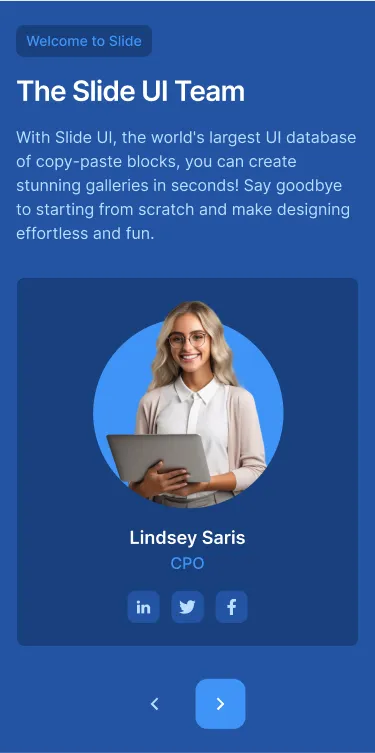 Welcome to Slide
The Slide UI Team
With Slide UI, the world's largest UI database
of copy-paste blocks, you can create
stunning galleries in seconds! Say goodbye
to starting from scratch and make designing
effortless and fun.
Lindsey Saris
CPO
in